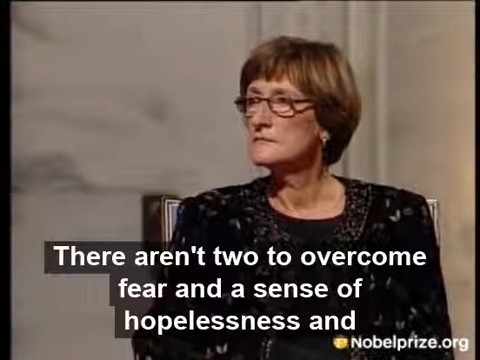 There aren't two to overcome
fear and a sense of
hopelessness and
Nobelprize.org